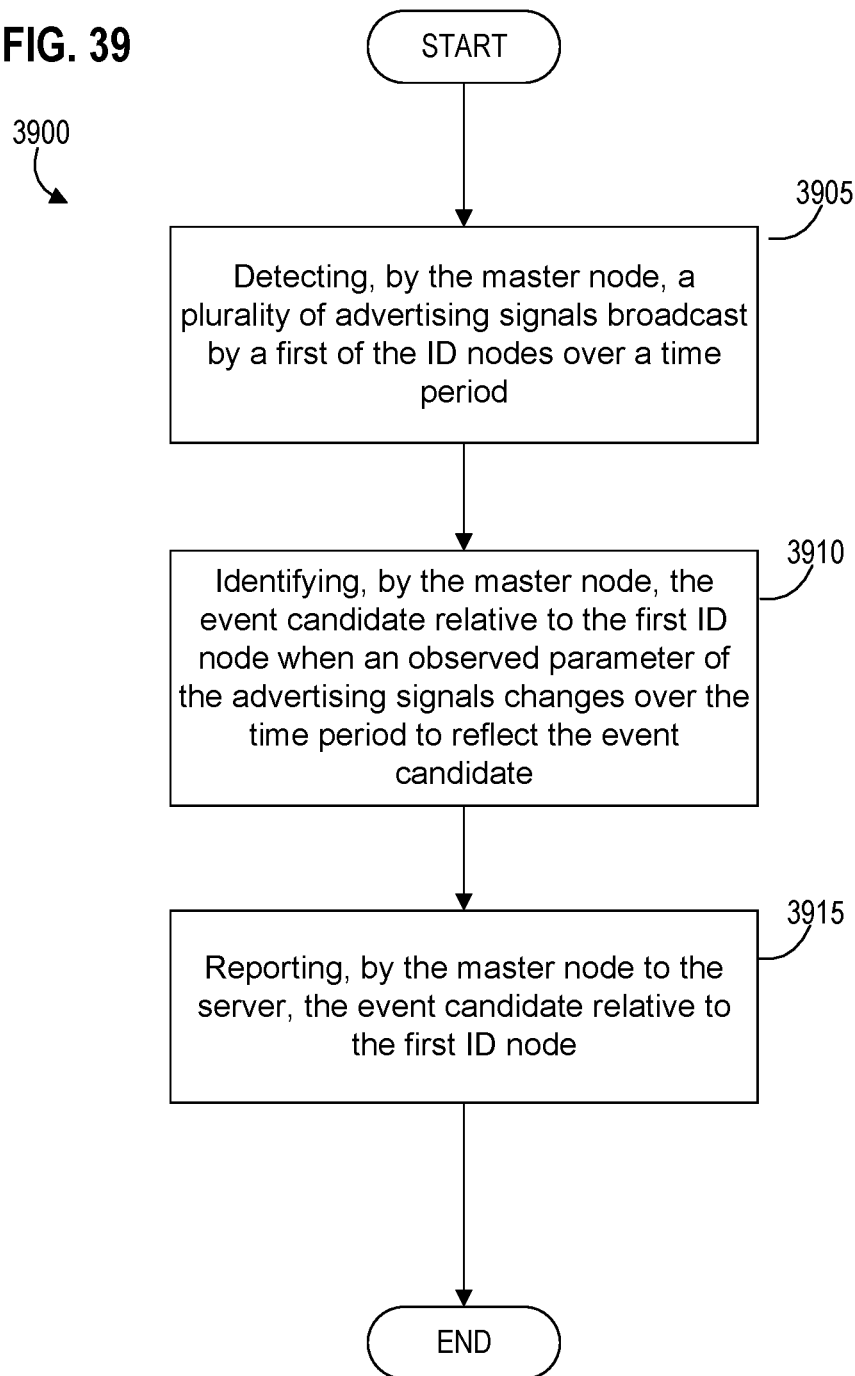 FIG. 39
START
3900
3905
Detecting, by the master node, a
plurality of advertising signals broadcast
by a first of the ID nodes over a time
period
3910
Identifying, by the master node, the
event candidate relative to the first ID
node when an observed parameter of
the advertising signals changes over the
time period to reflect the event
candidate
3915
Reporting, by the master node to the
server, the event candidate relative to
the first ID node
END